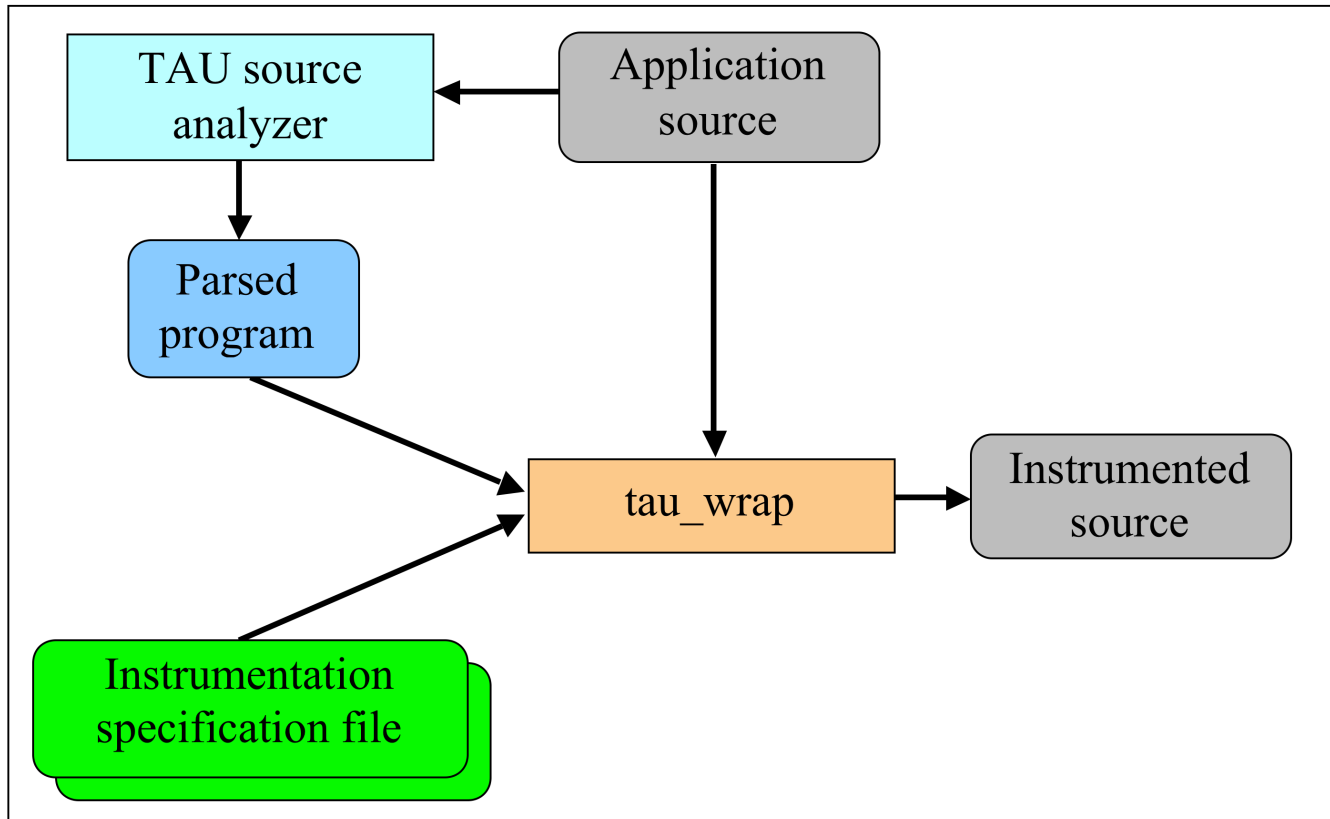 TAU source
analyzer
Application
source
Parsed
program
tau_wrap
Instrumented
source
Instrumentation
specification file